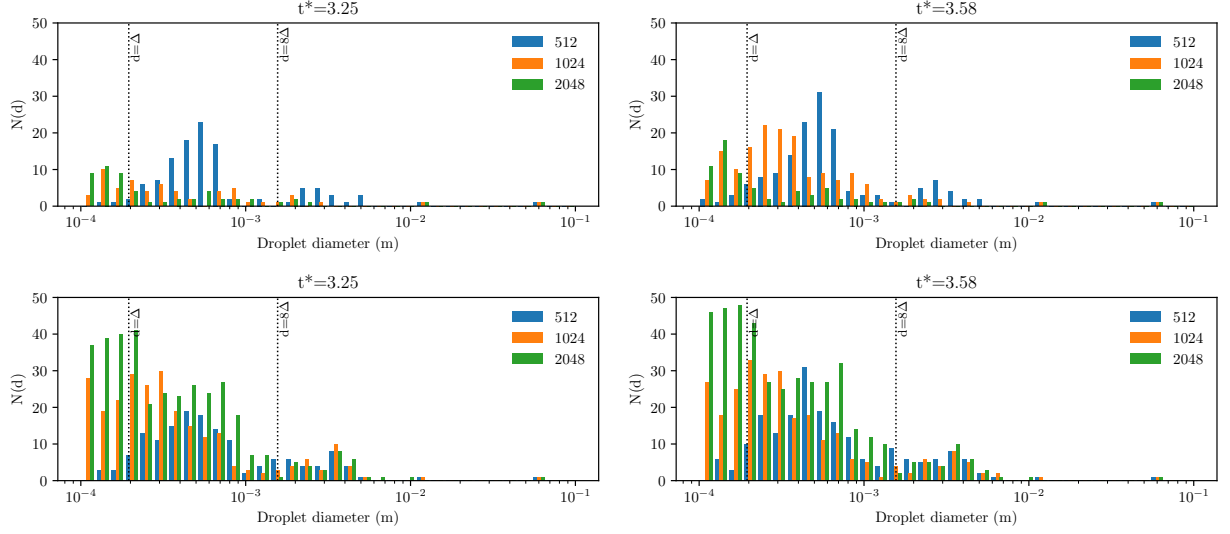 t*=3.25
50
40
30
20
10
0
N(d)
d=Δ
d=8Δ
512
1024
2048
10⁻⁴
10⁻³
10⁻²
10⁻¹
Droplet diameter (m)
t*=3.58
50
40
30
20
10
0
N(d)
d=Δ
d=8Δ
512
1024
2048
10⁻⁴
10⁻³
10⁻²
10⁻¹
Droplet diameter (m)
t*=3.25
50
40
30
20
10
0
N(d)
d=Δ
d=8Δ
512
1024
2048
10⁻⁴
10⁻³
10⁻²
10⁻¹
Droplet diameter (m)
t*=3.58
50
40
30
20
10
0
N(d)
d=Δ
d=8Δ
512
1024
2048
10⁻⁴
10⁻³
10⁻²
10⁻¹
Droplet diameter (m)